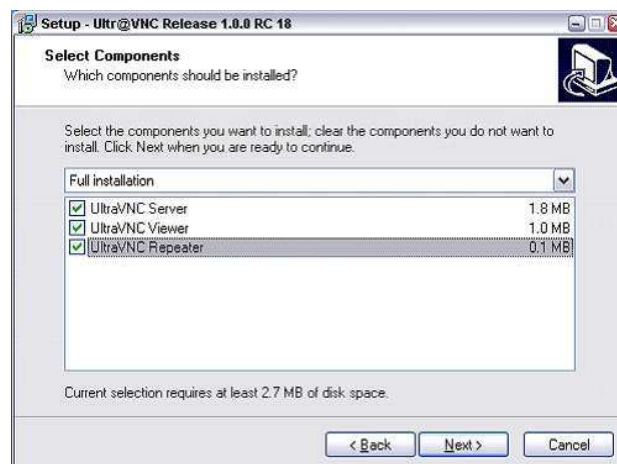 Setup - Ultr@VNC Release 1.0.0 RC 18
Select Components
Which components should be installed?
Select the components you want to install; clear the components you do not want to
install. Click Next when you are ready to continue.
Full installation
UltraVNC Server 1.8 MB
UltraVNC Viewer 1.0 MB
UltraVNC Repeater 0.1 MB
Current selection requires at least 2.7 MB of disk space.
< Back Next > Cancel